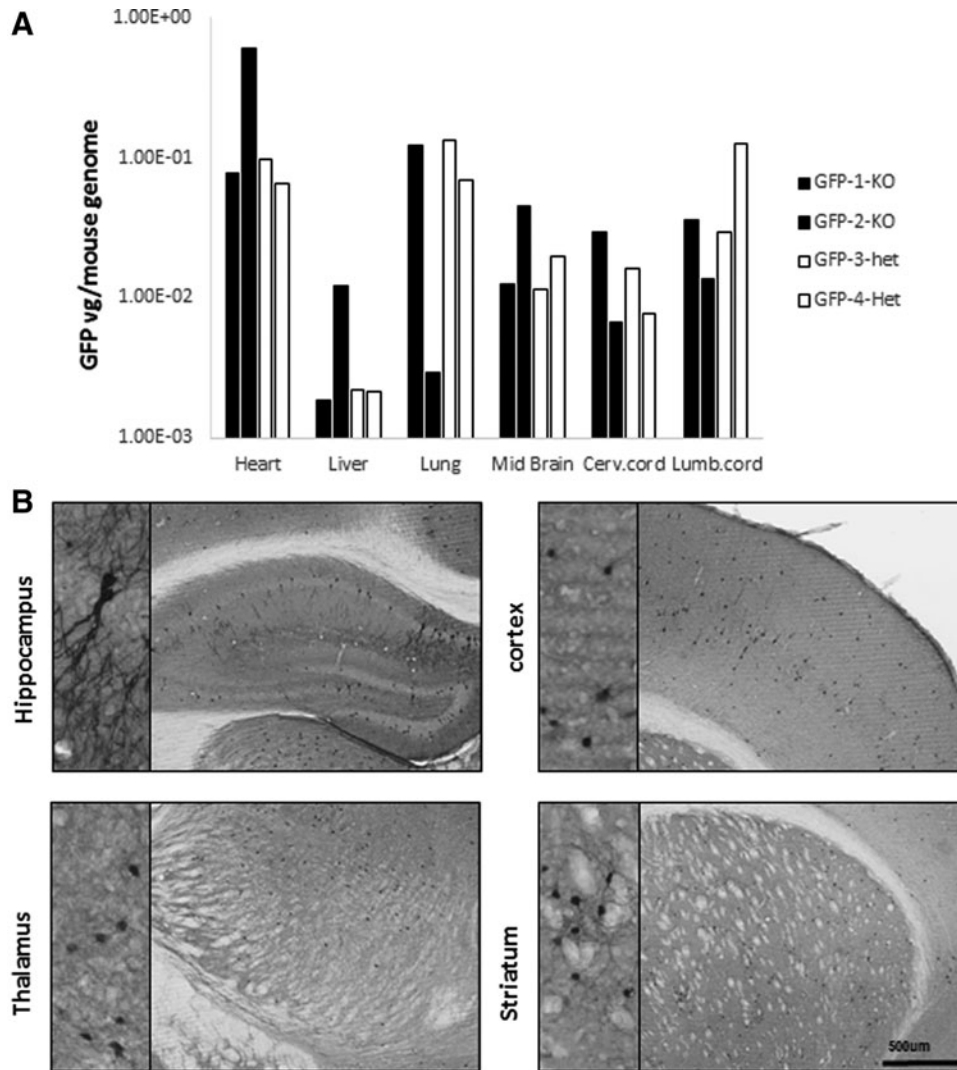 A
1.00E+00
1.00E-01
1.00E-02
1.00E-03
GFP vg/mouse genome
Heart Liver Lung Mid Brain Cerv.cord Lumb.cord
GFP-1-KO
GFP-2-KO
GFP-3-het
GFP-4-Het
B
Hippocampus
cortex
Thalamus
Striatum
500um